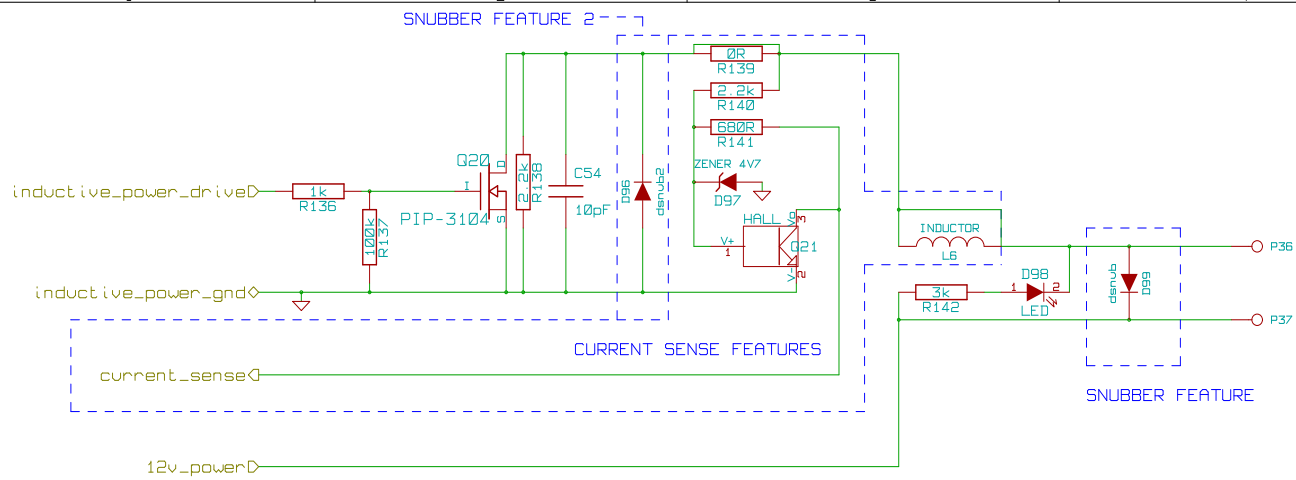 SNUBBER FEATURE 2
0R
R139
2.2k
R140
680R
R141
Q20
D
I
S
PIP-3104
2.2k
R138
C54
10pF
D96
dsnub2
ZENER 4V7
D97
HALL
V+
1
Vo
3
Q21
V-
2
inductive_power_drive
1k
R136
100k
R137
INDUCTOR
L6
P36
inductive_power_gnd
3k
R142
1
D98
2
LED
dsnub
D99
P37
CURRENT SENSE FEATURES
current_sense
SNUBBER FEATURE
12v_power